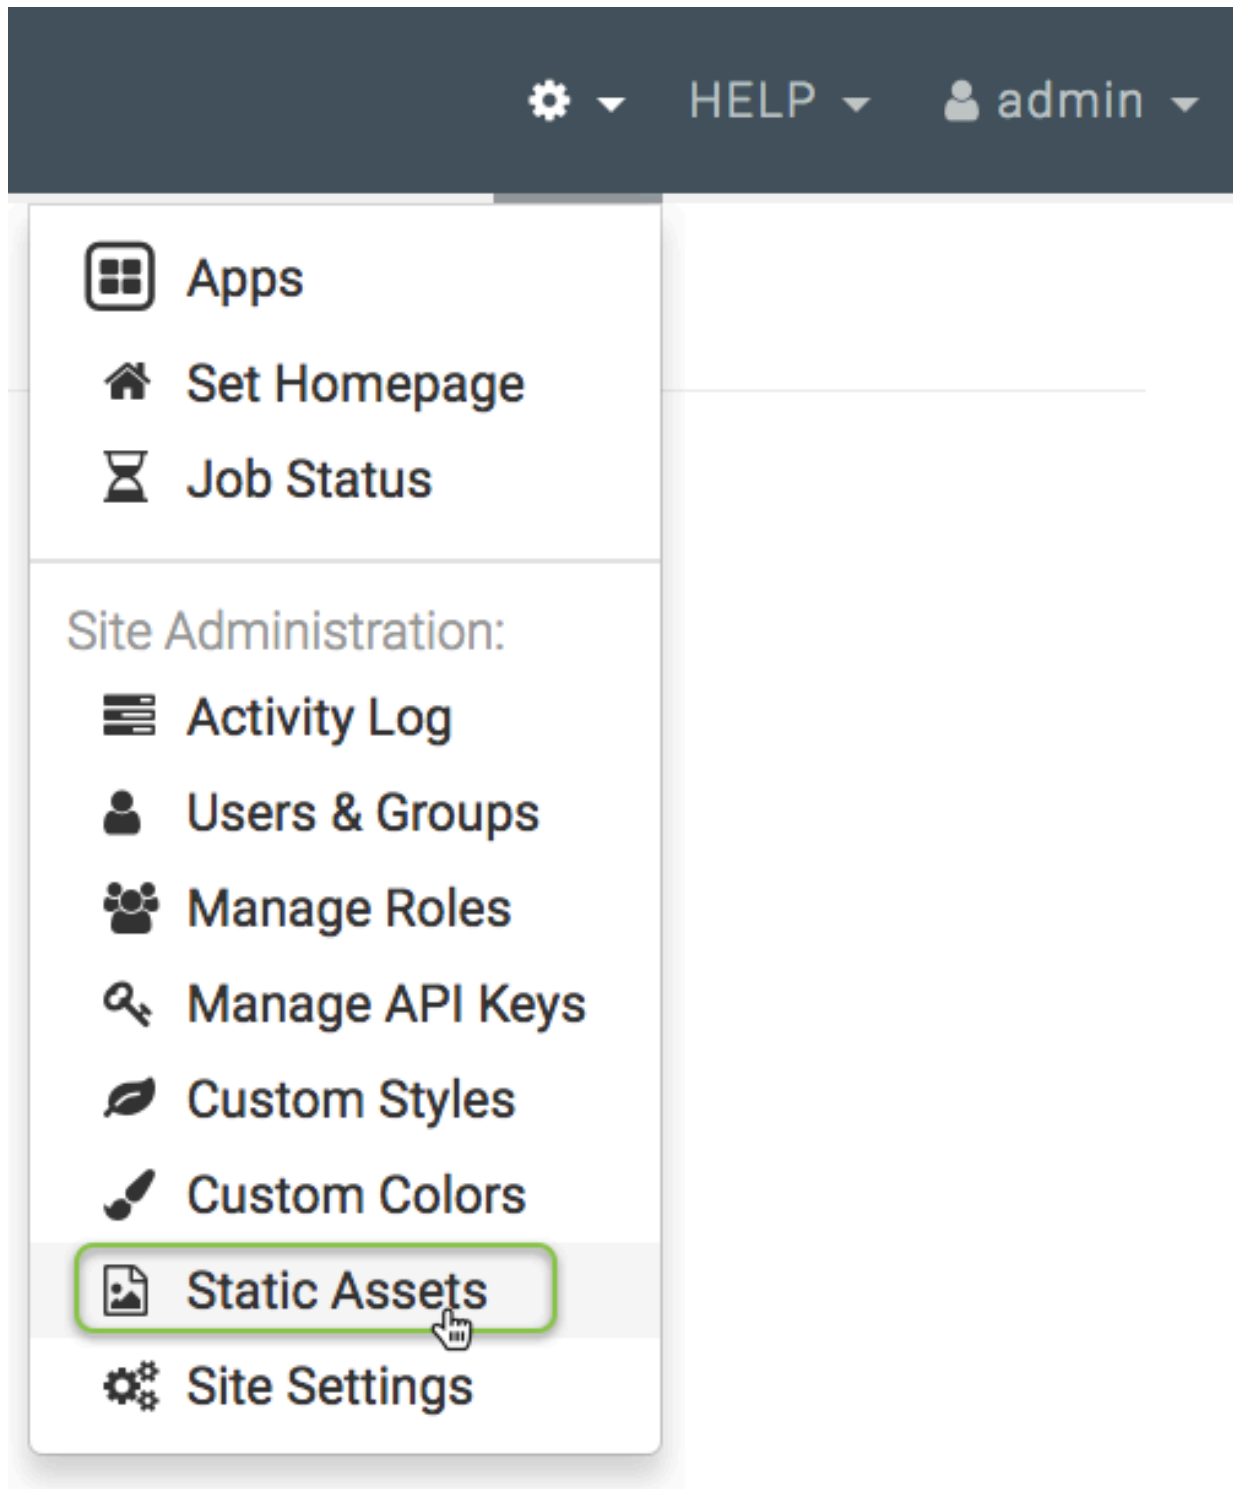 HELP admin
Apps
Set Homepage
Job Status
Site Administration:
Activity Log
Users & Groups
Manage Roles
Manage API Keys
Custom Styles
Custom Colors
Static Assets
Site Settings